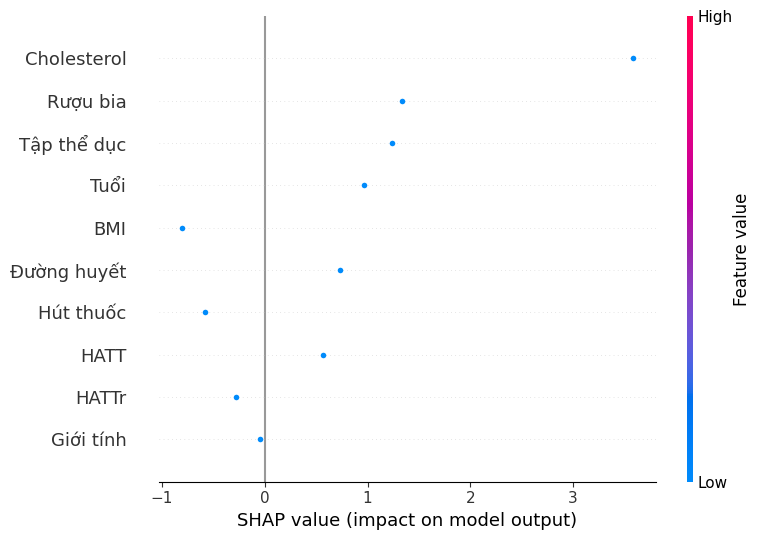 High
Cholesterol
Rượu bia
Tập thể dục
Tuổi
BMI
Đường huyết
Hút thuốc
HATT
HATTr
Giới tính
Feature value
Low
−1 0 1 2 3
SHAP value (impact on model output)